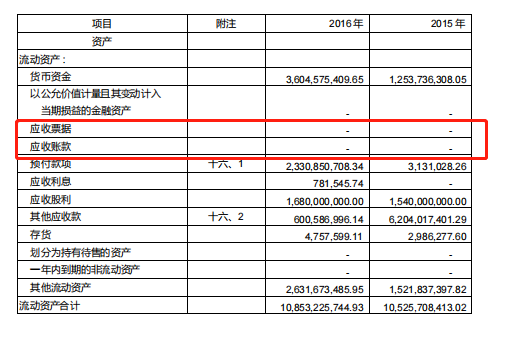 项目 附注 2016年 2015年
资产
流动资产：
货币资金 3,604,575,409.65 1,253,736,308.05
以公允价值计量且其变动计入
当期损益的金融资产 - -
应收票据 - -
应收账款 - -
预付款项 十六、1 2,330,850,708.34 3,131,028.26
应收利息 781,545.74 -
应收股利 1,680,000,000.00 1,540,000,000.00
其他应收款 十六、2 600,586,996.14 6,204,017,401.29
存货 4,757,599.11 2,986,277.60
划分为持有待售的资产 - -
一年内到期的非流动资产 - -
其他流动资产 2,631,673,485.95 1,521,837,397.82
流动资产合计 10,853,225,744.93 10,525,708,413.02